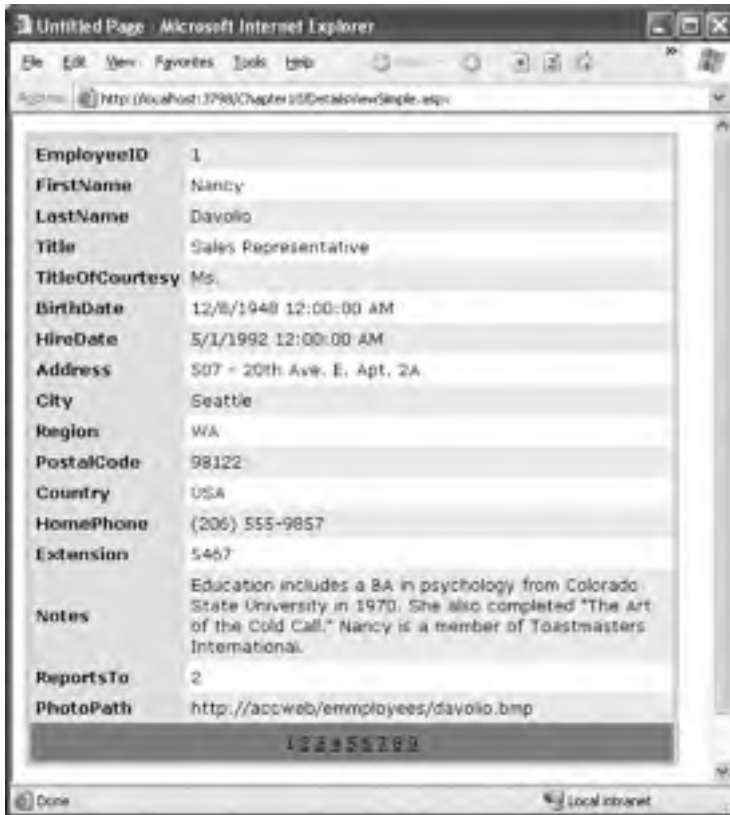 Untitled Page - Microsoft Internet Explorer
File Edit View Favorites Tools Help »
Address http://localhost:3798/Chapter10/DetailsViewSimple.aspx
EmployeeID 1
FirstName Nancy
LastName Davolio
Title Sales Representative
TitleOfCourtesy Ms.
BirthDate 12/8/1948 12:00:00 AM
HireDate 5/1/1992 12:00:00 AM
Address 507 - 20th Ave. E. Apt. 2A
City Seattle
Region WA
PostalCode 98122
Country USA
HomePhone (206) 555-9857
Extension 5467
Notes Education includes a BA in psychology from Colorado
State University in 1970. She also completed "The Art
of the Cold Call." Nancy is a member of Toastmasters
International.
ReportsTo 2
PhotoPath http://accweb/emmployees/davolio.bmp
1 2 3 4 5 6 7 8 9
Done Local intranet